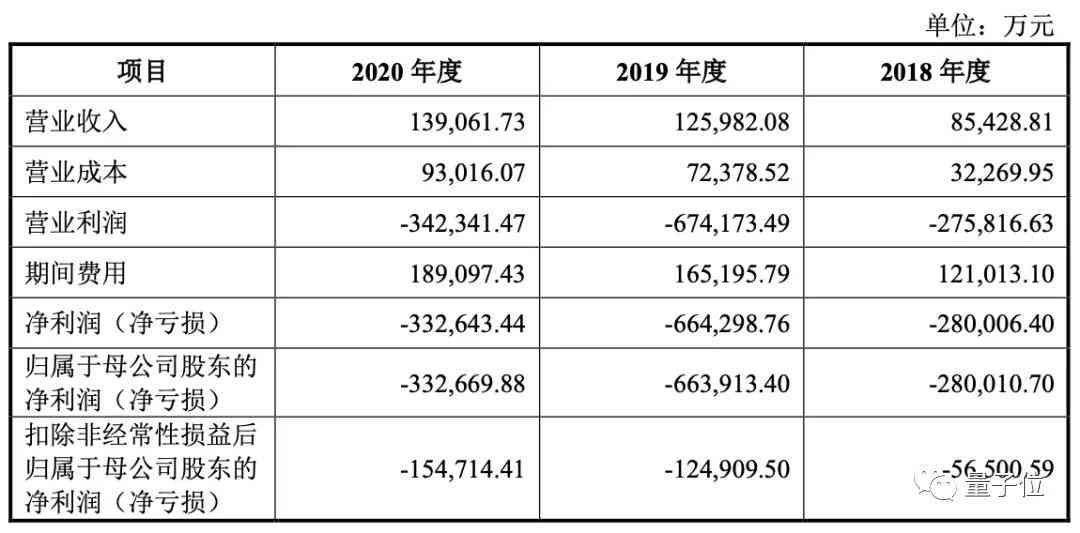 单位：万元
项目 2020 年度 2019 年度 2018 年度
营业收入 139,061.73 125,982.08 85,428.81
营业成本 93,016.07 72,378.52 32,269.95
营业利润 -342,341.47 -674,173.49 -275,816.63
期间费用 189,097.43 165,195.79 121,013.10
净利润（净亏损） -332,643.44 -664,298.76 -280,006.40
归属于母公司股东的
净利润（净亏损） -332,669.88 -663,913.40 -280,010.70
扣除非经常性损益后
归属于母公司股东的 -154,714.41 -124,909.50 -56,500.59
净利润（净亏损）
量子位